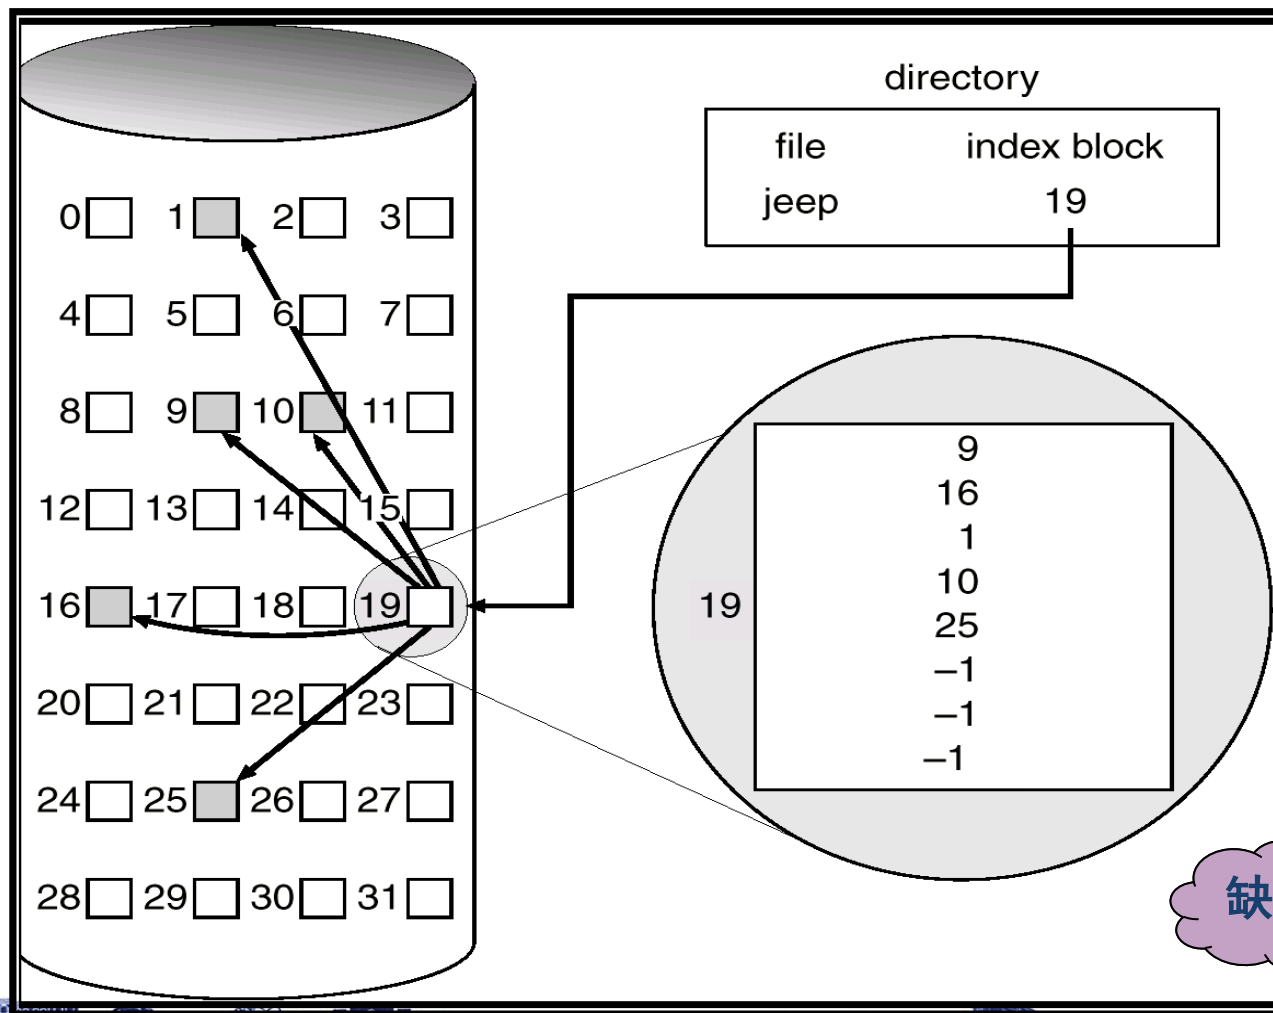 directory
file index block
jeep 19
0 1 2 3
4 5 6 7
8 9 10 11
12 13 14 15
16 17 18 19
20 21 22 23
24 25 26 27
28 29 30 31
19
9
16
1
10
25
–1
–1
–1
缺